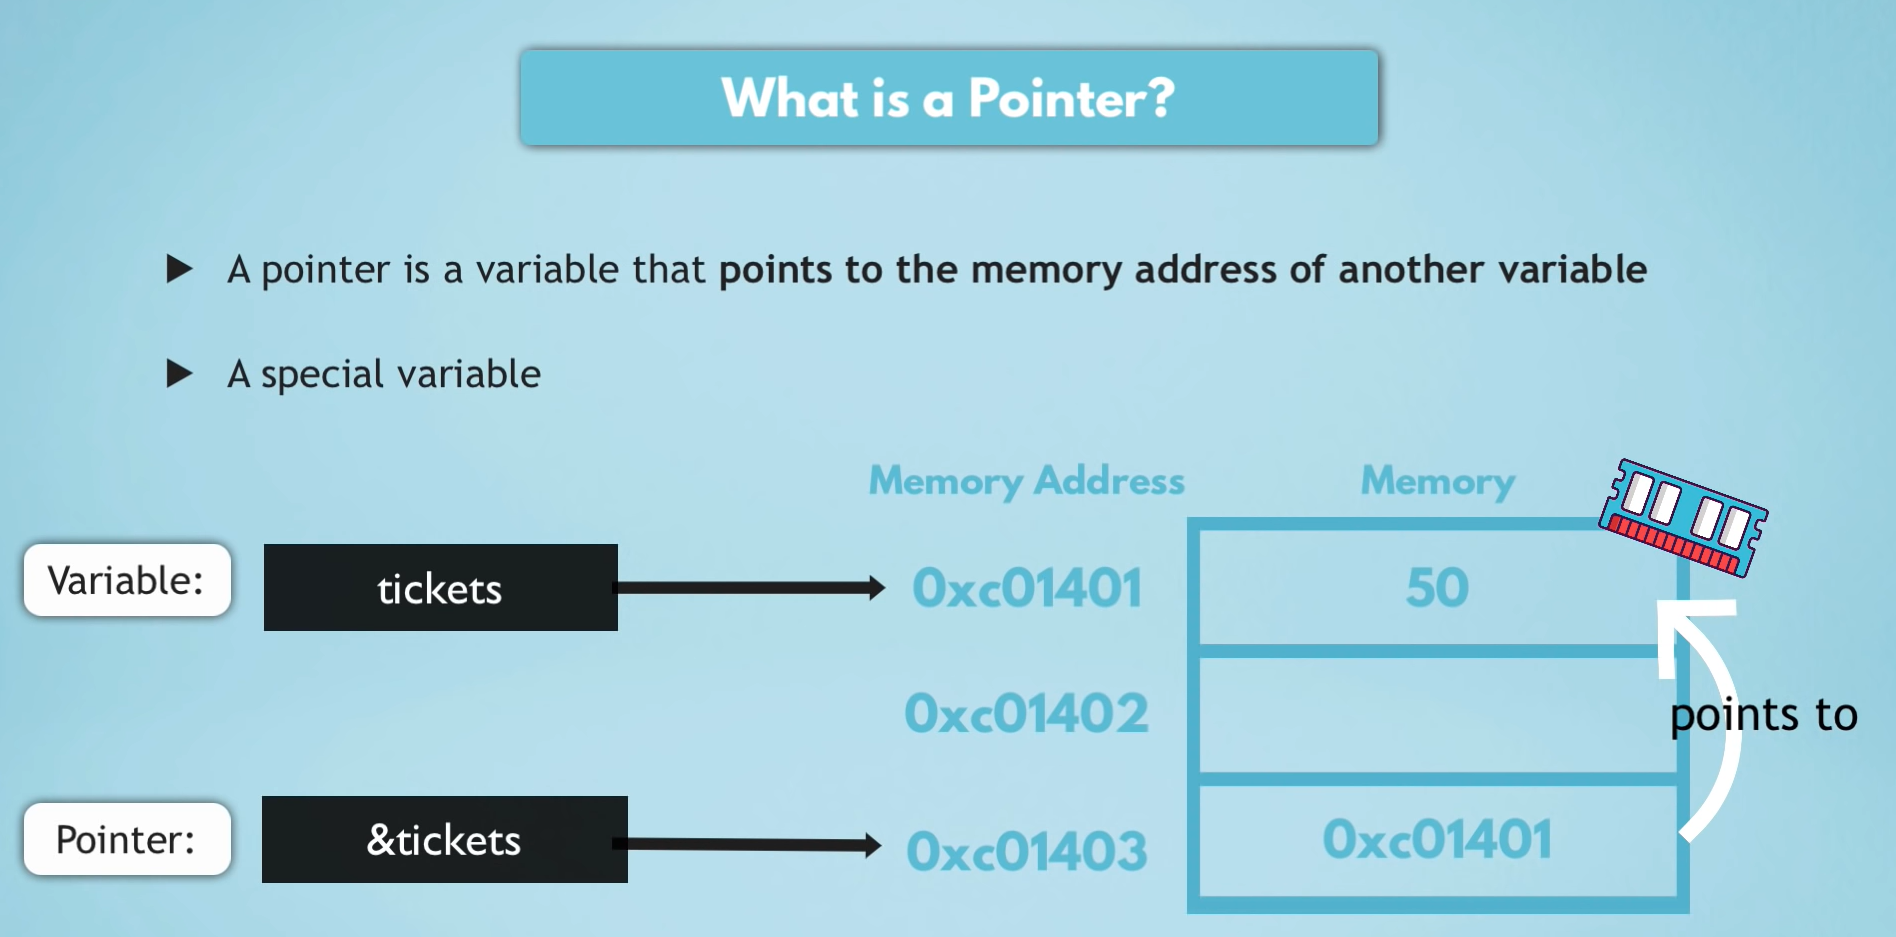 What is a Pointer?
A pointer is a variable that points to the memory address of another variable
A special variable
Memory Address
Memory
Variable:
tickets
0xc01401
50
0xc01402
points to
Pointer:
&tickets
0xc01403
0xc01401